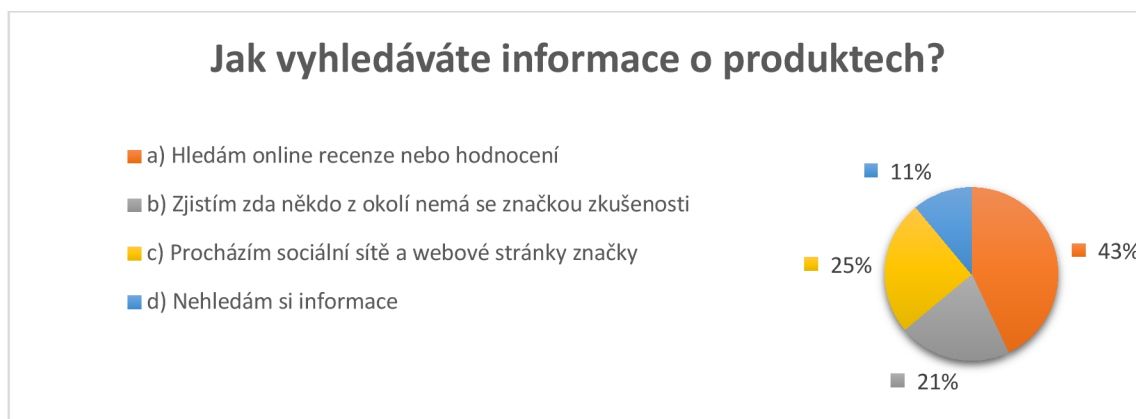 Jak vyhledáváte informace o produktech?
a) Hledám online recenze nebo hodnocení
b) Zjistím zda někdo z okolí nemá se značkou zkušenosti
c) Procházím sociální sítě a webové stránky značky
d) Nehledám si informace
11%
43%
25%
21%